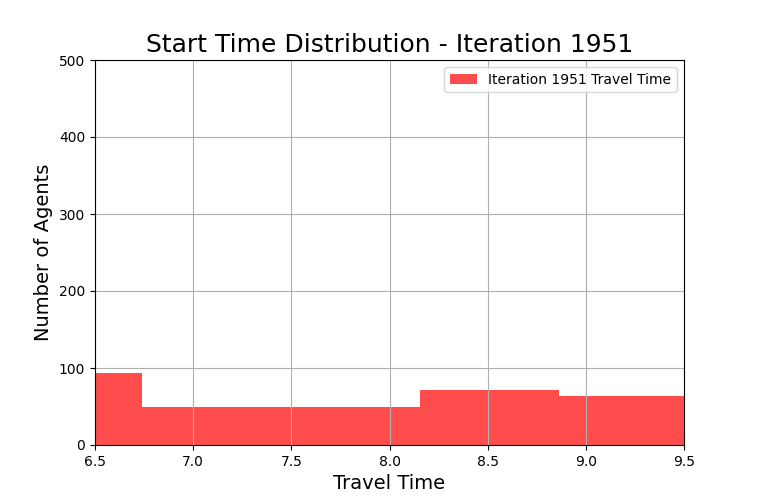 Start Time Distribution - Iteration 1951
Iteration 1951 Travel Time
Number of Agents
500
400
300
200
100
0
6.5 7.0 7.5 8.0 8.5 9.0 9.5
Travel Time